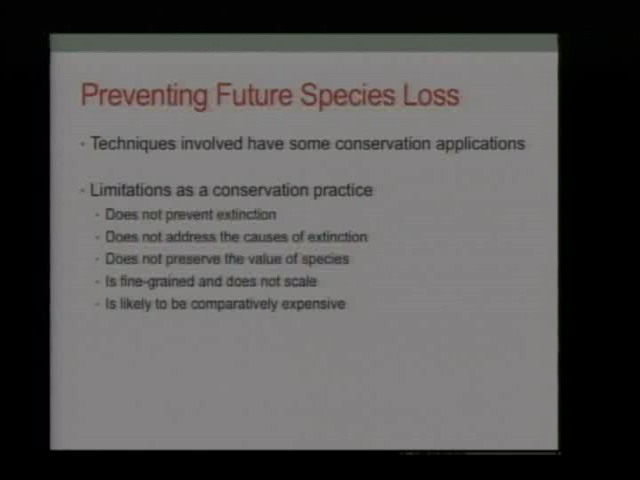 Preventing Future Species Loss
· Techniques involved have some conservation applications
· Limitations as a conservation practice
· Does not prevent extinction
· Does not address the causes of extinction
· Does not preserve the value of species
· Is fine-grained and does not scale
· Is likely to be comparatively expensive